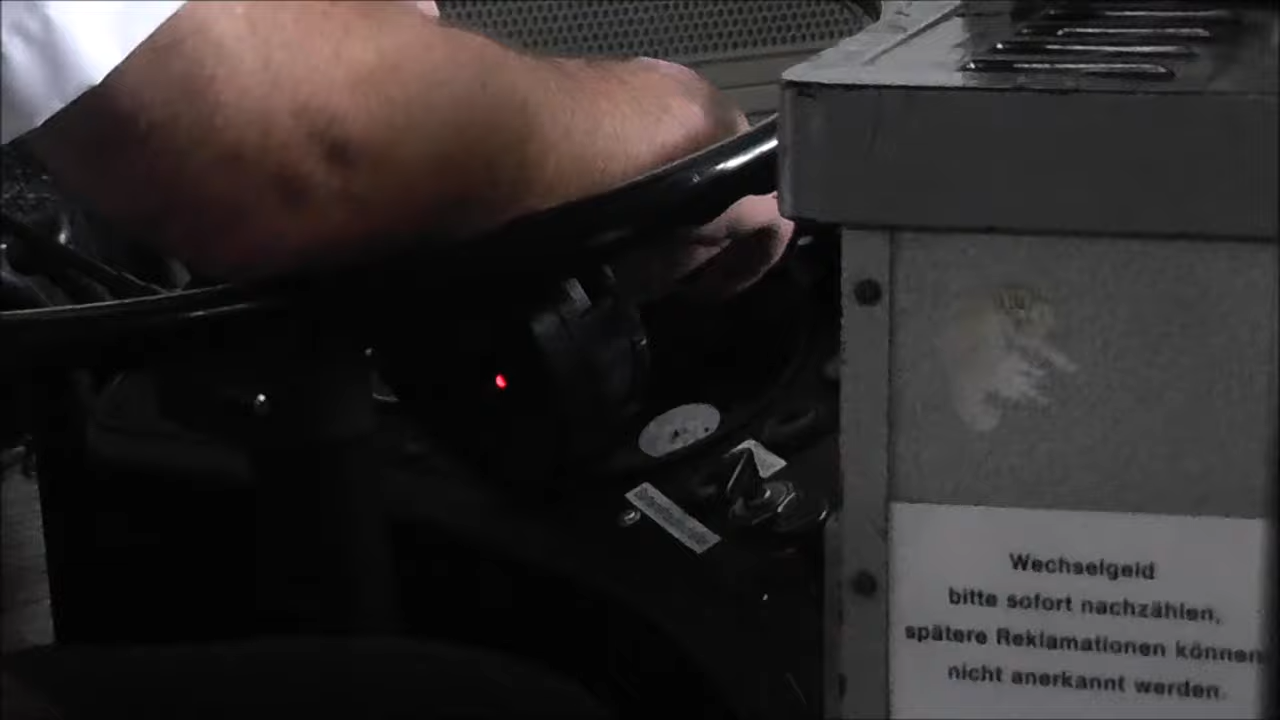 Wechselgeld
bitte sofort nachzählen,
spätere Reklamationen können
nicht anerkannt werden.